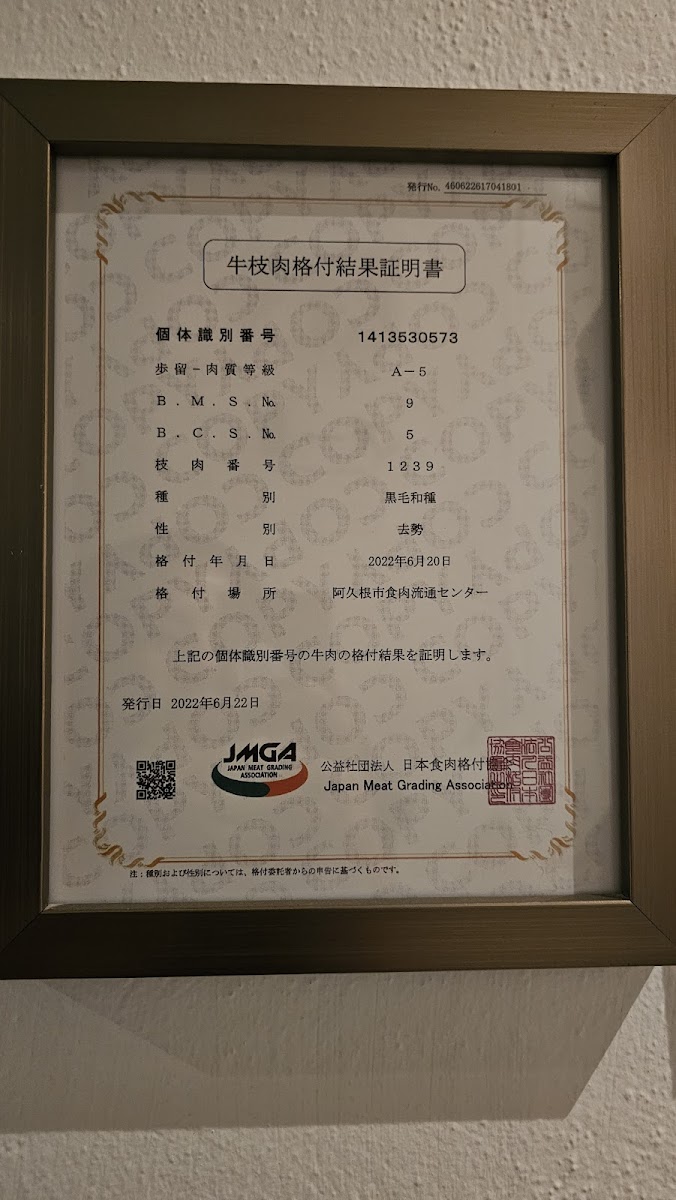 発行No. 460622617041801
牛枝肉格付結果証明書
個体識別番号 1413530573
歩留－肉質等級 A－5
B.M.S.No. 9
B.C.S.No. 5
枝肉番号 1239
種別 黒毛和種
性別 去勢
格付年月日 2022年6月20日
格付場所 阿久根市食肉流通センター
上記の個体識別番号の牛肉の格付結果を証明します。
発行日 2022年6月22日
JMGA
JAPAN MEAT GRADING
ASSOCIATION
公益社団法人 日本食肉格付協会
Japan Meat Grading Association
注：種別および性別については、格付委託者からの申告に基づくものです。